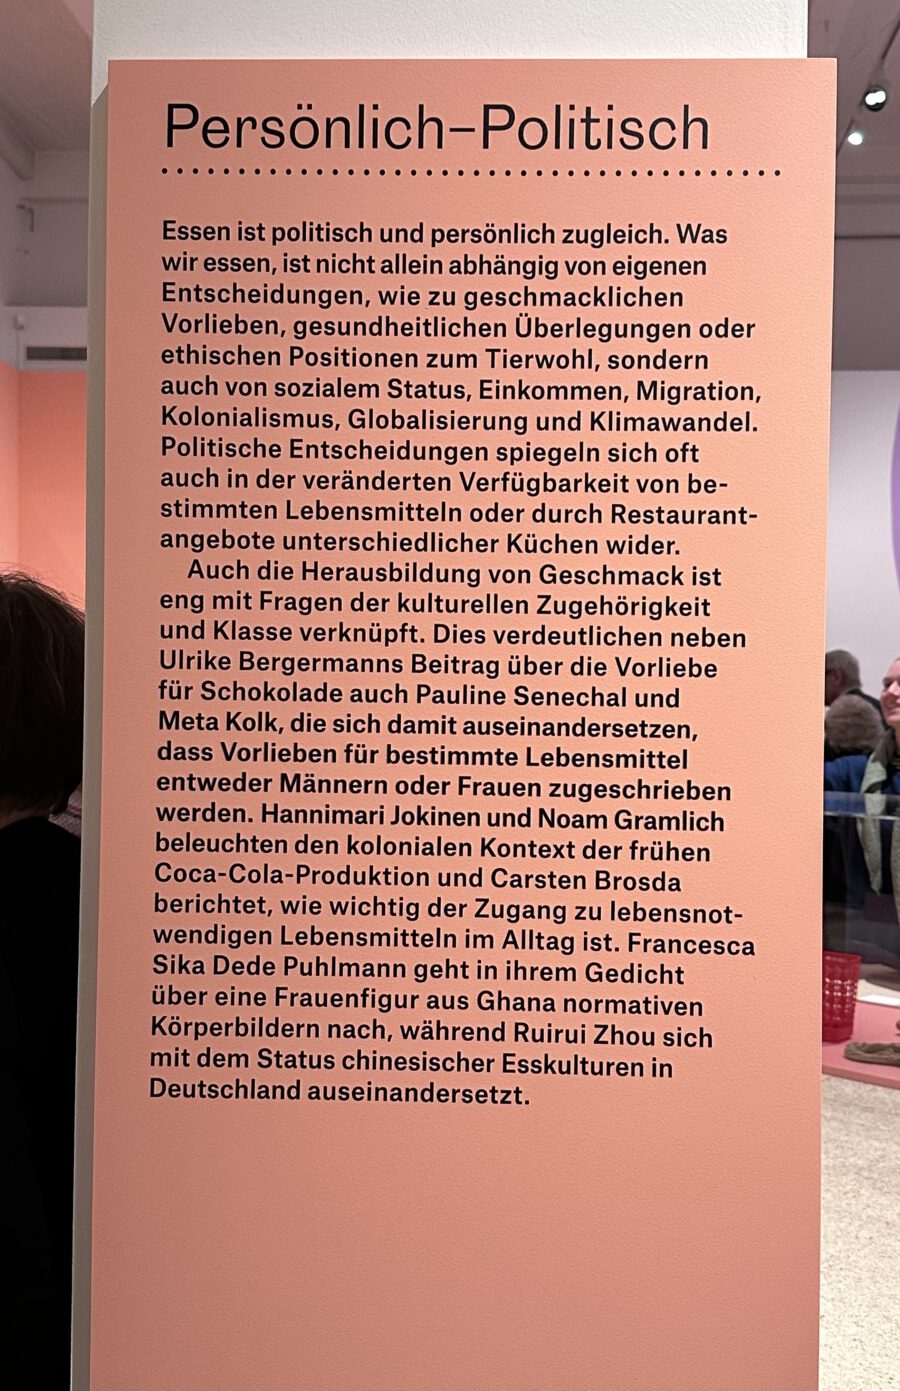 Persönlich–Politisch
Essen ist politisch und persönlich zugleich. Was
wir essen, ist nicht allein abhängig von eigenen
Entscheidungen, wie zu geschmacklichen
Vorlieben, gesundheitlichen Überlegungen oder
ethischen Positionen zum Tierwohl, sondern
auch von sozialem Status, Einkommen, Migration,
Kolonialismus, Globalisierung und Klimawandel.
Politische Entscheidungen spiegeln sich oft
auch in der veränderten Verfügbarkeit von be-
stimmten Lebensmitteln oder durch Restaurant-
angebote unterschiedlicher Küchen wider.
Auch die Herausbildung von Geschmack ist
eng mit Fragen der kulturellen Zugehörigkeit
und Klasse verknüpft. Dies verdeutlichen neben
Ulrike Bergermanns Beitrag über die Vorliebe
für Schokolade auch Pauline Senechal und
Meta Kolk, die sich damit auseinandersetzen,
dass Vorlieben für bestimmte Lebensmittel
entweder Männern oder Frauen zugeschrieben
werden. Hannimari Jokinen und Noam Gramlich
beleuchten den kolonialen Kontext der frühen
Coca-Cola-Produktion und Carsten Brosda
berichtet, wie wichtig der Zugang zu lebensnot-
wendigen Lebensmitteln im Alltag ist. Francesca
Sika Dede Puhlmann geht in ihrem Gedicht
über eine Frauenfigur aus Ghana normativen
Körperbildern nach, während Ruirui Zhou sich
mit dem Status chinesischer Esskulturen in
Deutschland auseinandersetzt.